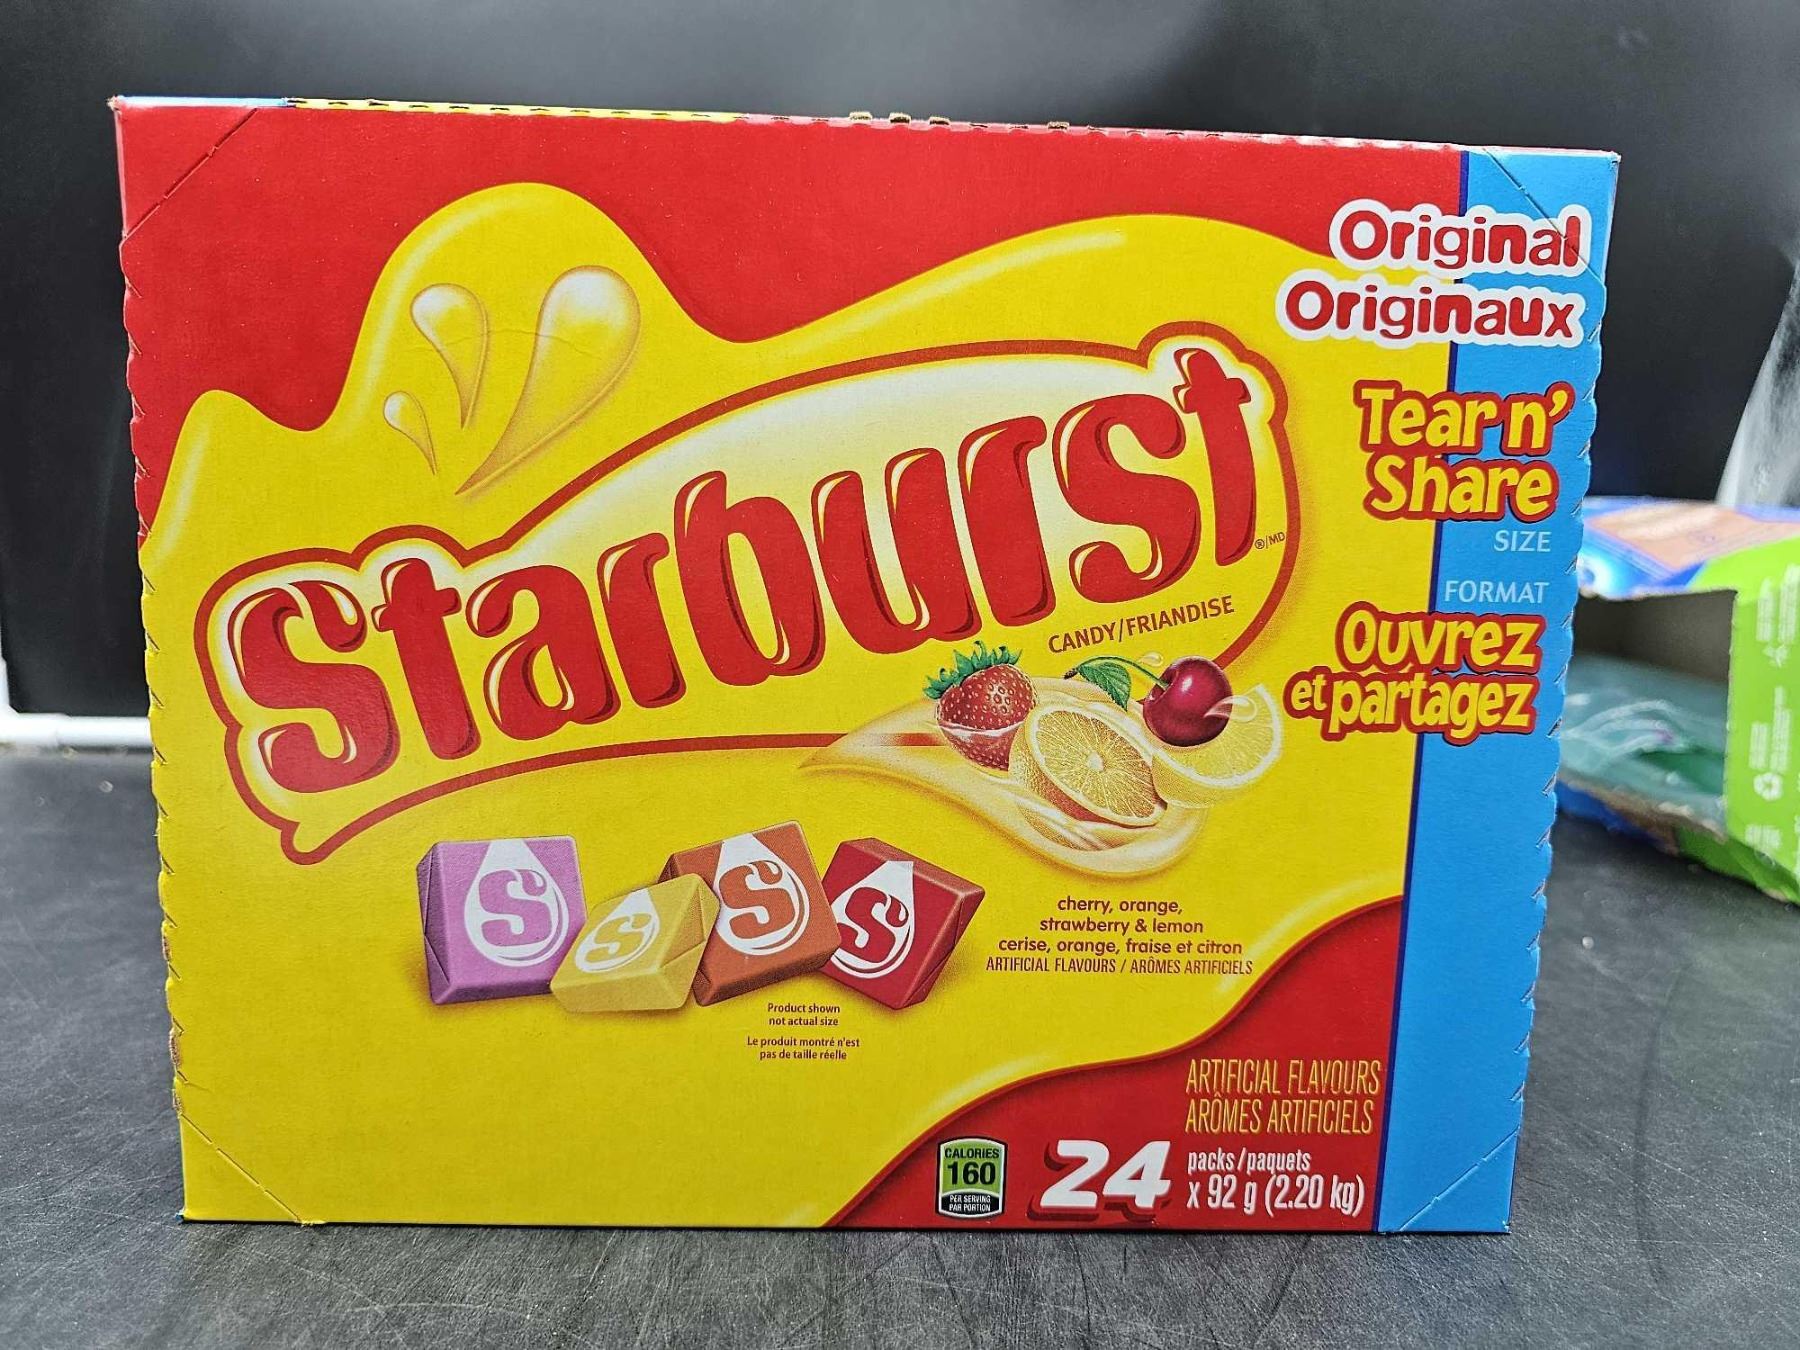 Original
Originaux
Tear n'
Share
SIZE
FORMAT
Ouvrez
et partagez
Starburst
®/MD
CANDY/FRIANDISE
S
S
S
S
cherry, orange,
strawberry & lemon
cerise, orange, fraise et citron
ARTIFICIAL FLAVOURS / ARÔMES ARTIFICIELS
Product shown
not actual size
Le produit montré n'est
pas de taille réelle
ARTIFICIAL FLAVOURS
ARÔMES ARTIFICIELS
CALORIES
160
PER SERVING
PAR PORTION
24
packs/paquets
x 92 g (2.20 kg)